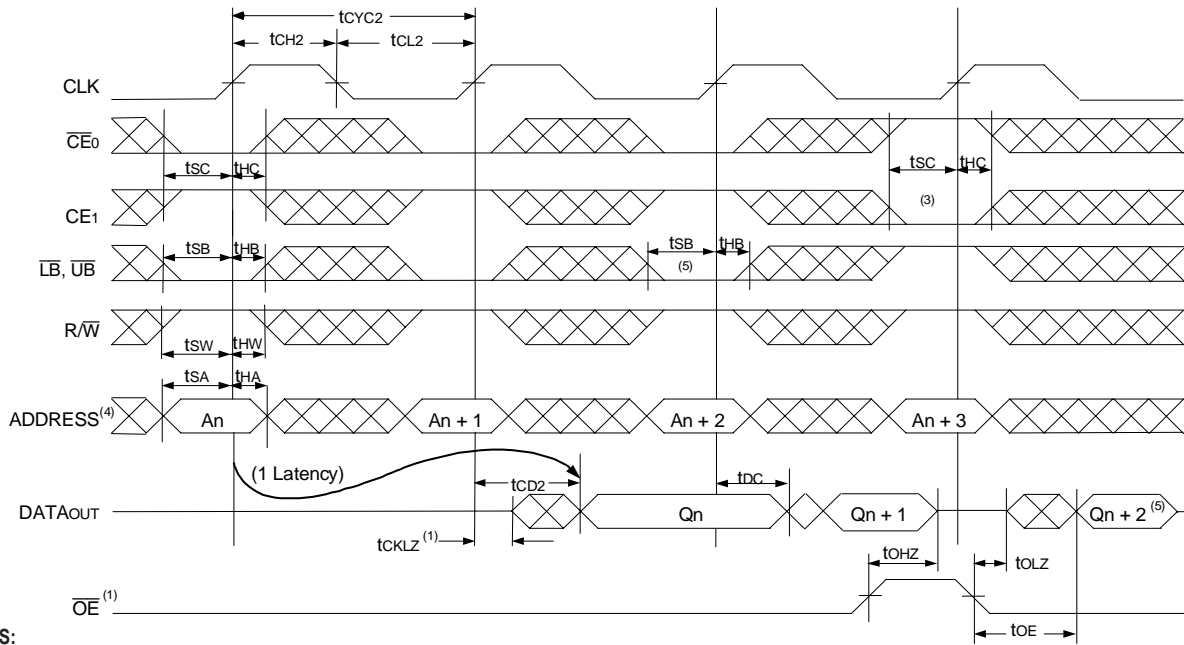 tCYC2
tCH2
tCL2
CLK
CE0
tSC
tHC
tSC
tHC
(3)
CE1
tSB
tHB
tSB
tHB
(5)
LB, UB
R/W
tSW
tHW
tSA
tHA
ADDRESS(4)
An
An + 1
An + 2
An + 3
(1 Latency)
tCD2
tDC
DATAOUT
Qn
Qn + 1
Qn + 2 (5)
tCKLZ (1)
tOHZ
tOLZ
OE (1)
tOE
S: